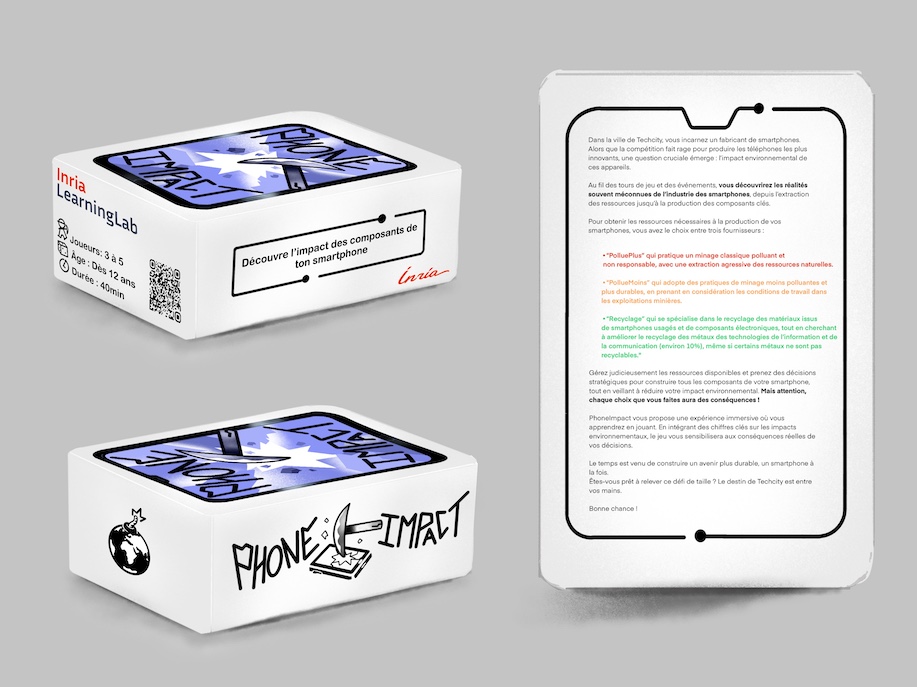 PHONE
IMPACT
Inria
LearningLab
Joueurs: 3 à 5
Âge : Dès 12 ans
Durée : 40min
Découvre l'impact des composants de
ton smartphone
Inria
PHONE
IMPACT
PHONE
IMPACT
Dans la ville de Techcity, vous incarnez un fabricant de smartphones.
Alors que la compétition fait rage pour produire les téléphones les plus
innovants, une question cruciale émerge : l'impact environnemental de
ces appareils.
Au fil des tours de jeu et des événements, vous découvrirez les réalités
souvent méconnues de l'industrie des smartphones, depuis l'extraction
des ressources jusqu'à la production des composants clés.
Pour obtenir les ressources nécessaires à la production de vos
smartphones, vous avez le choix entre trois fournisseurs :
• "PolluePlus" qui pratique un minage classique polluant et
non responsable, avec une extraction agressive des ressources naturelles.
• "PollueMoins" qui adopte des pratiques de minage moins polluantes et
plus durables, en prenant en considération les conditions de travail dans
les exploitations minières.
• "Recyclage" qui se spécialise dans le recyclage des matériaux issus
de smartphones usagés et de composants électroniques, tout en cherchant
à améliorer le recyclage des métaux des technologies de l'information et de
la communication (environ 10%), même si certains métaux ne sont pas
recyclables."
Gérez judicieusement les ressources disponibles et prenez des décisions
stratégiques pour construire tous les composants de votre smartphone,
tout en veillant à réduire votre impact environnemental. Mais attention,
chaque choix que vous faites aura des conséquences !
PhoneImpact vous propose une expérience immersive où vous
apprendrez en jouant. En intégrant des chiffres clés sur les impacts
environnementaux, le jeu vous sensibilisera aux conséquences réelles de
vos décisions.
Le temps est venu de construire un avenir plus durable, un smartphone à
la fois.
Êtes-vous prêt à relever ce défi de taille ? Le destin de Techcity est entre
vos mains.
Bonne chance !